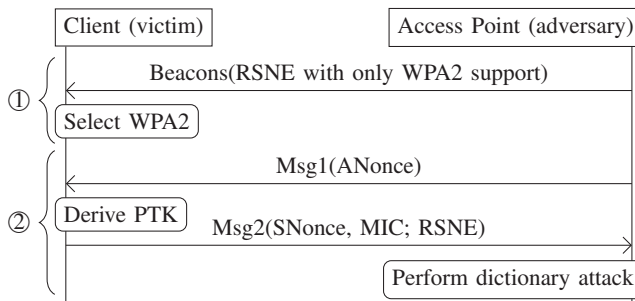 Client (victim)
Access Point (adversary)
①
Beacons(RSNE with only WPA2 support)
Select WPA2
②
Msg1(ANonce)
Derive PTK
Msg2(SNonce, MIC; RSNE)
Perform dictionary attack